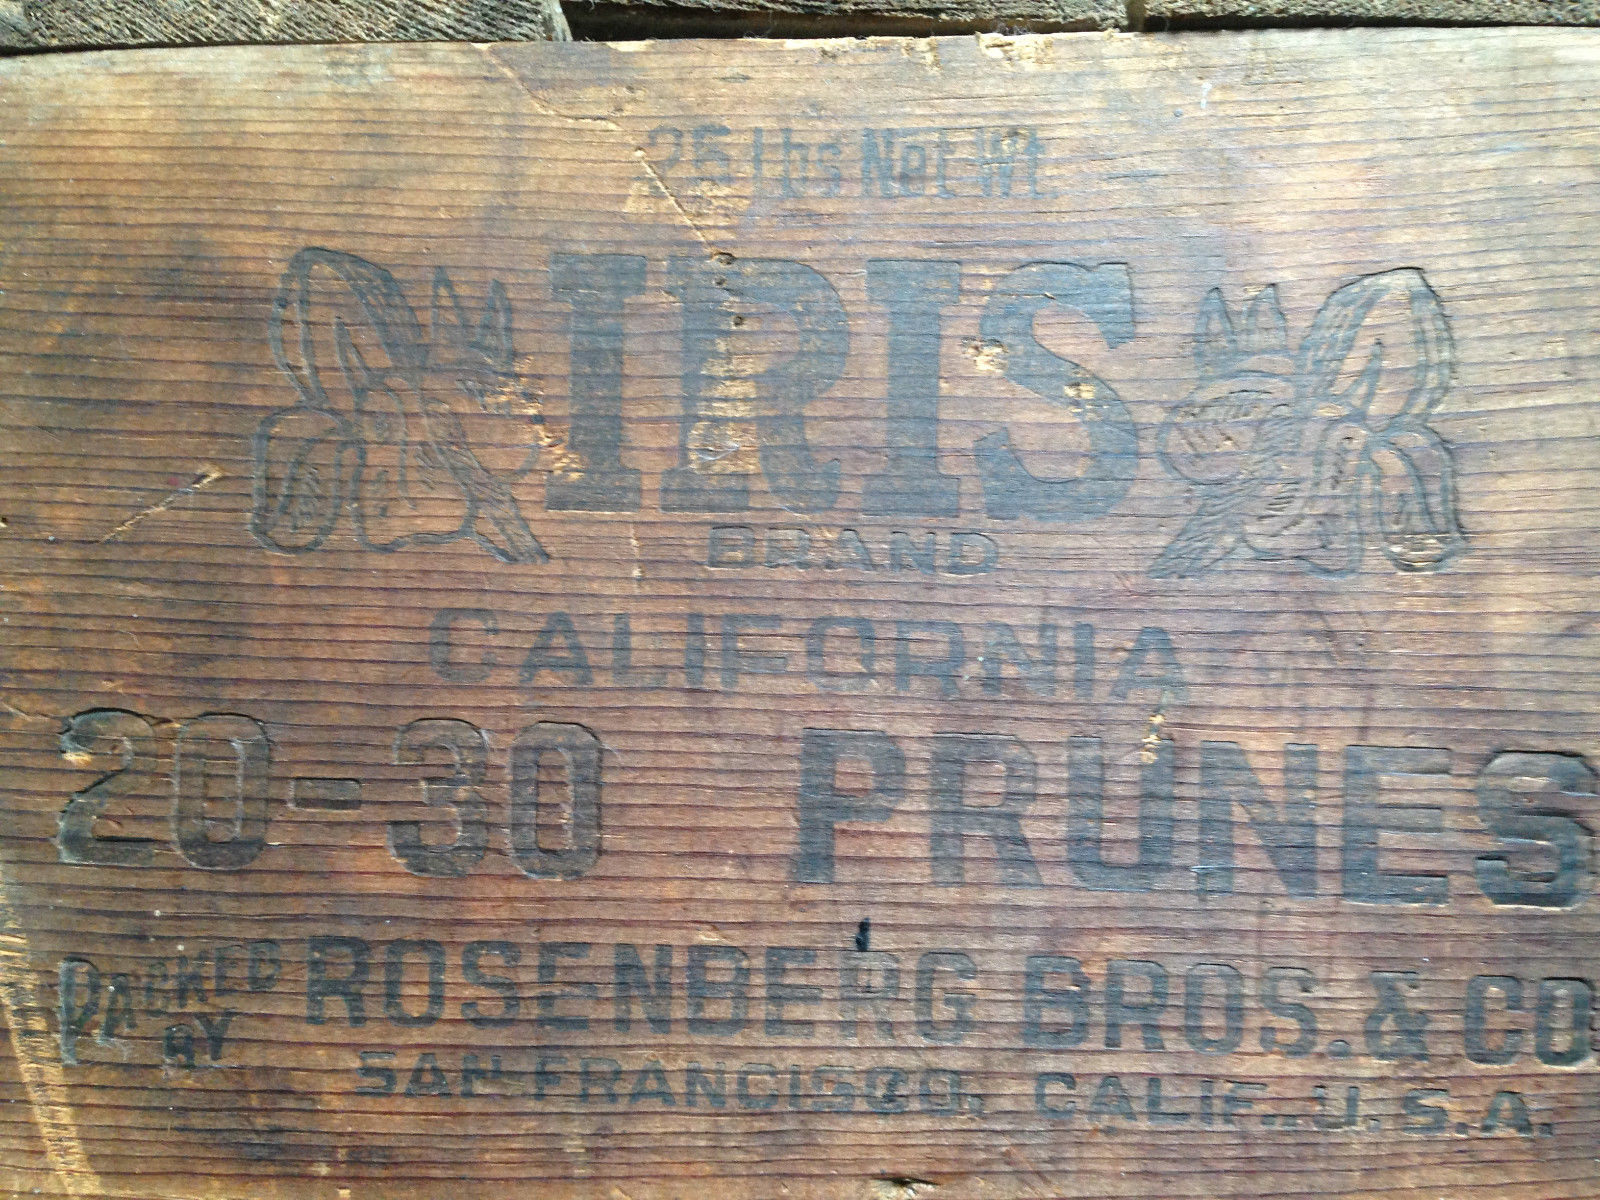 25 Lbs Net Wt
IRIS
BRAND
CALIFORNIA
20-30 PRUNES
PACKED BY ROSENBERG BROS. & CO
SAN FRANCISCO, CALIF., U.S.A.